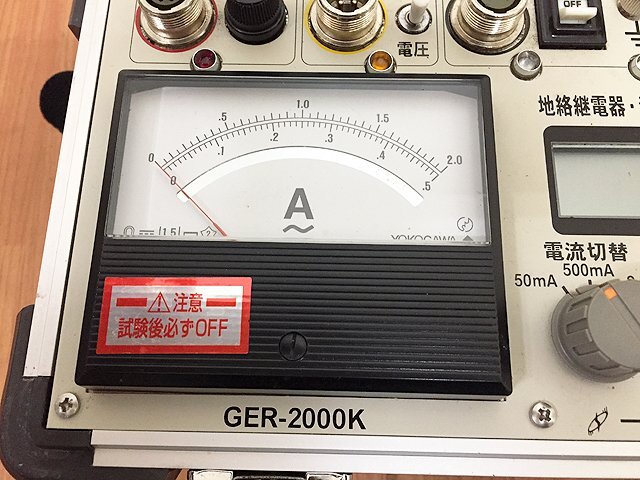 OFF
電圧
地絡継電器・
0 .5 1.0 1.5 2.0
0 .1 .2 .3 .4 .5
A
1.5
YOKOGAWA
電流切替
50mA 500mA
注意
試験後必ずOFF
GER-2000K